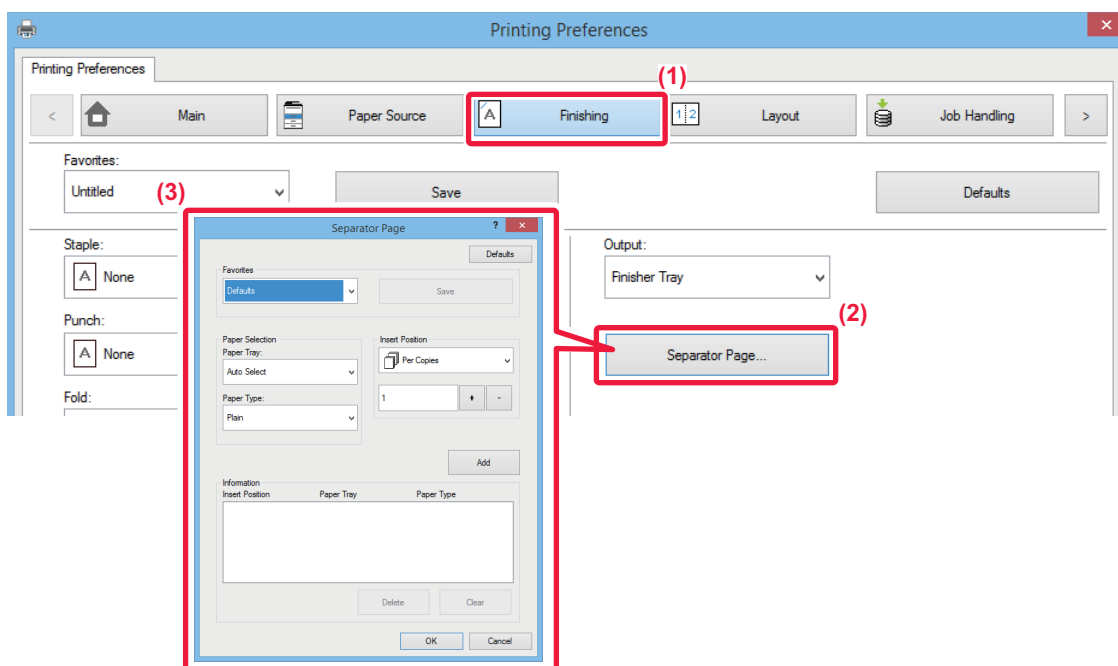 Printing Preferences
Printing Preferences
(1)
< Main Paper Source A Finishing 1 2 Layout Job Handling >
Favorites:
Untitled Save Defaults
(3)
Staple:
A None
Punch:
A None
Fold:
Output:
Finisher Tray
(2)
Separator Page...
Separator Page ?
Defaults
Favorites
Defaults Save
Paper Selection
Paper Tray:
Auto Select
Paper Type:
Plain
Insert Position
Per Copies
1 + -
Add
Information
Insert Position Paper Tray Paper Type
Delete Clear
OK Cancel